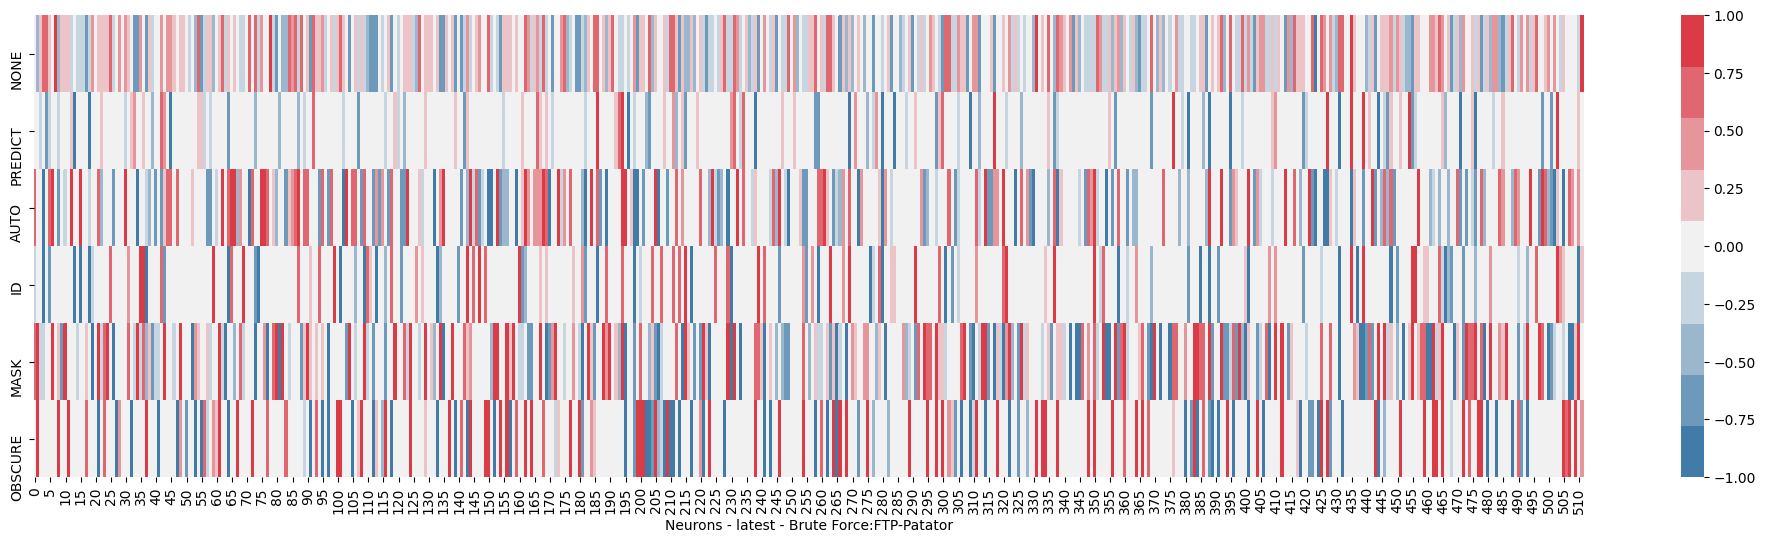 NONE
PREDICT
AUTO
ID
MASK
OBSCURE
0 5 10 15 20 25 30 35 40 45 50 55 60 65 70 75 80 85 90 95 100 105 110 115 120 125 130 135 140 145 150 155 160 165 170 175 180 185 190 195 200 205 210 215 220 225 230 235 240 245 250 255 260 265 270 275 280 285 290 295 300 305 310 315 320 325 330 335 340 345 350 355 360 365 370 375 380 385 390 395 400 405 410 415 420 425 430 435 440 445 450 455 460 465 470 475 480 485 490 495 500 505 510
Neurons - latest - Brute Force:FTP-Patator
1.00
0.75
0.50
0.25
0.00
−0.25
−0.50
−0.75
−1.00